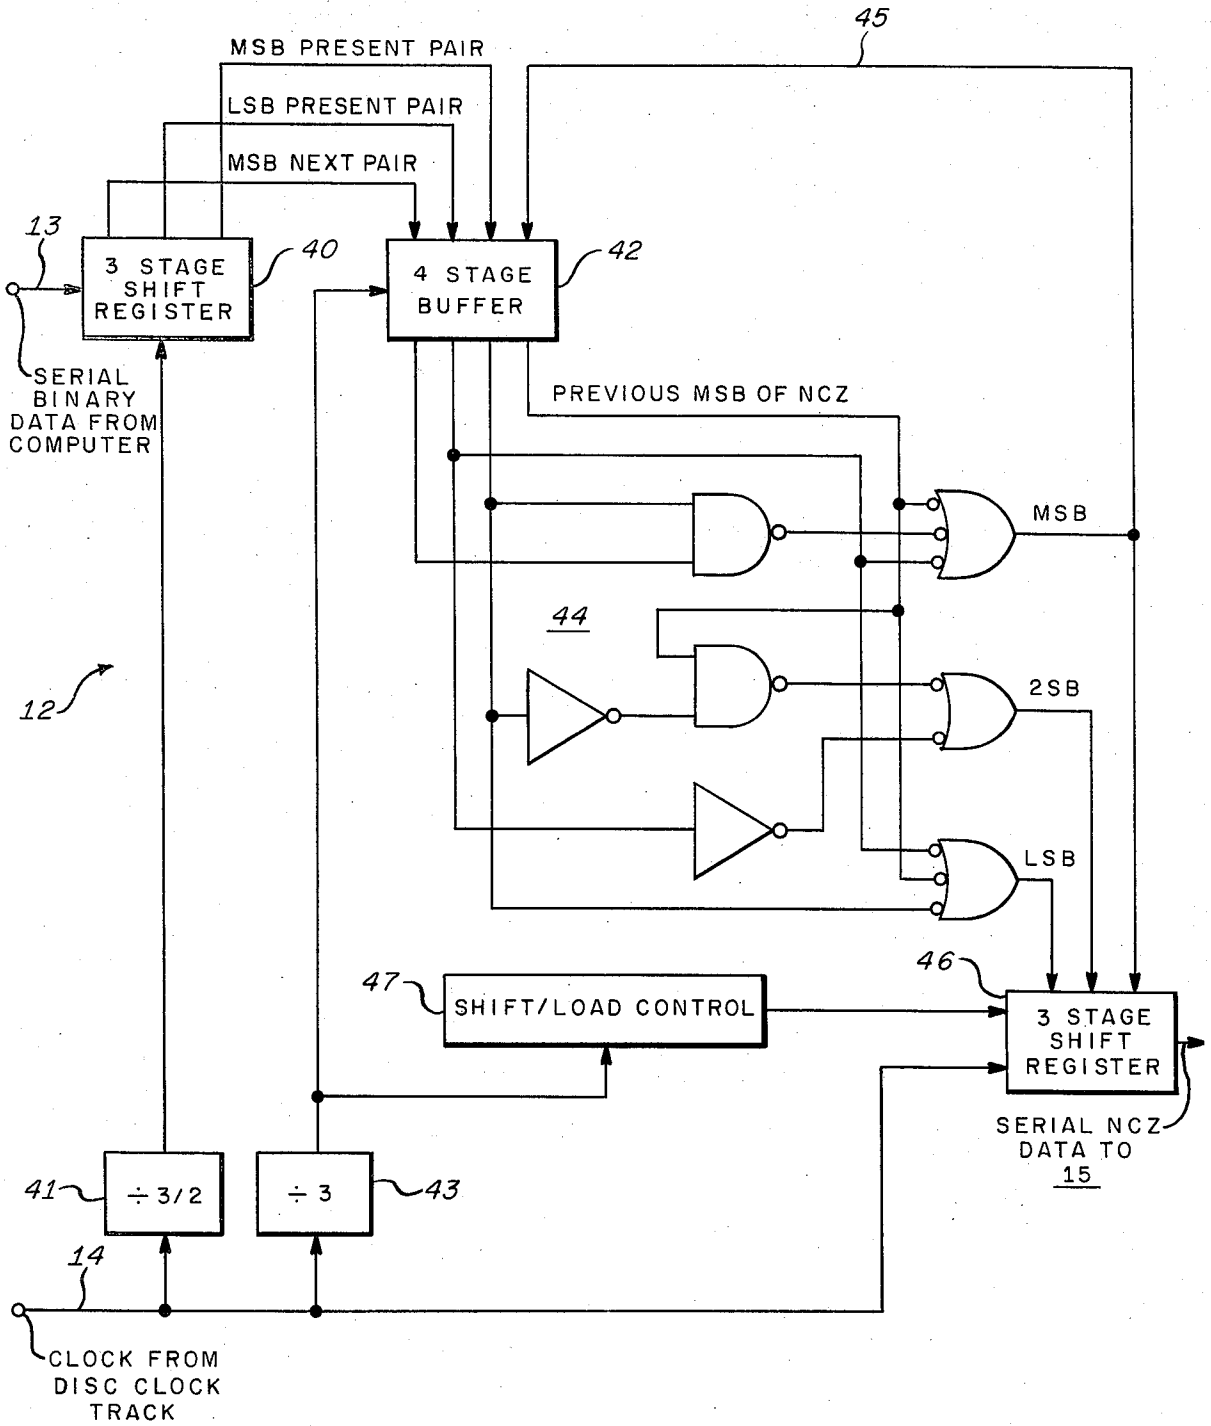 45
MSB PRESENT PAIR
LSB PRESENT PAIR
MSB NEXT PAIR
13
40
42
3 STAGE
SHIFT
REGISTER
4 STAGE
BUFFER
SERIAL
BINARY
DATA FROM
COMPUTER
PREVIOUS MSB OF NCZ
MSB
44
12
2SB
LSB
47
SHIFT/LOAD CONTROL
46
3 STAGE
SHIFT
REGISTER
SERIAL NCZ
DATA TO
15
41
÷ 3/2
÷ 3
43
14
CLOCK FROM
DISC CLOCK
TRACK